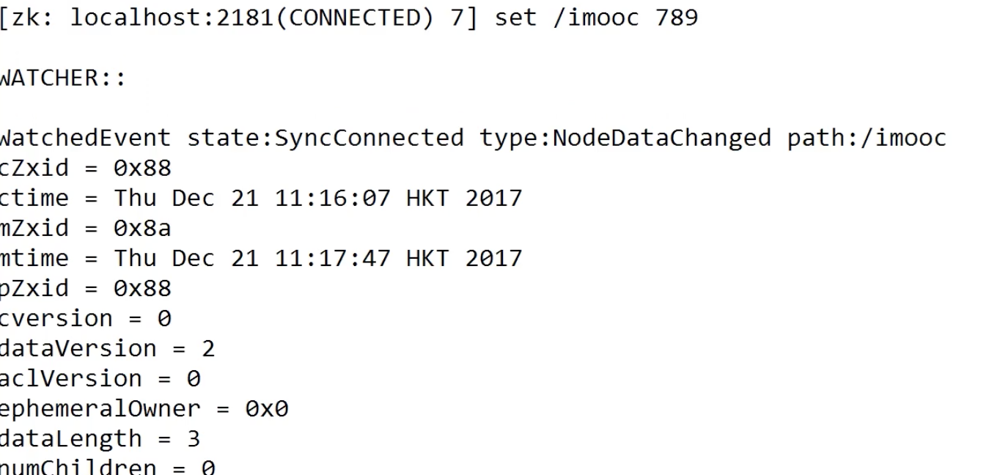 [zk: localhost:2181(CONNECTED) 7] set /imooc 789
WATCHER::
WatchedEvent state:SyncConnected type:NodeDataChanged path:/imooc
cZxid = 0x88
ctime = Thu Dec 21 11:16:07 HKT 2017
mZxid = 0x8a
mtime = Thu Dec 21 11:17:47 HKT 2017
pZxid = 0x88
cversion = 0
dataVersion = 2
aclVersion = 0
ephemeralOwner = 0x0
dataLength = 3
numChildren = 0